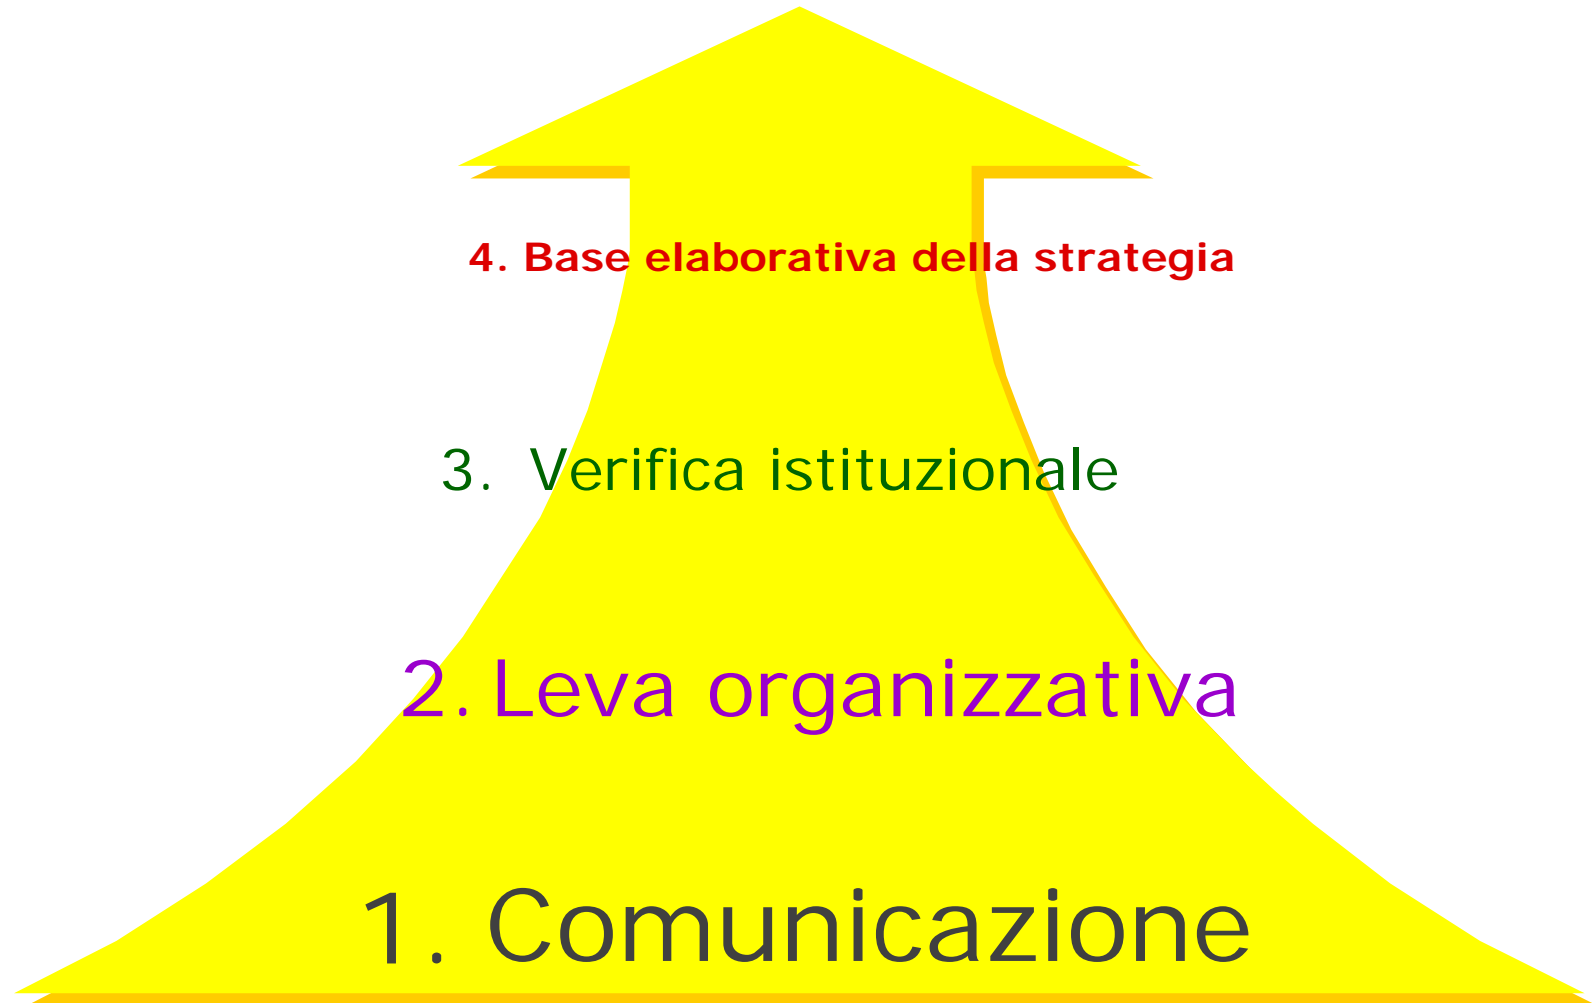 4. Base elaborativa della strategia
3. Verifica istituzionale
2. Leva organizzativa
1. Comunicazione